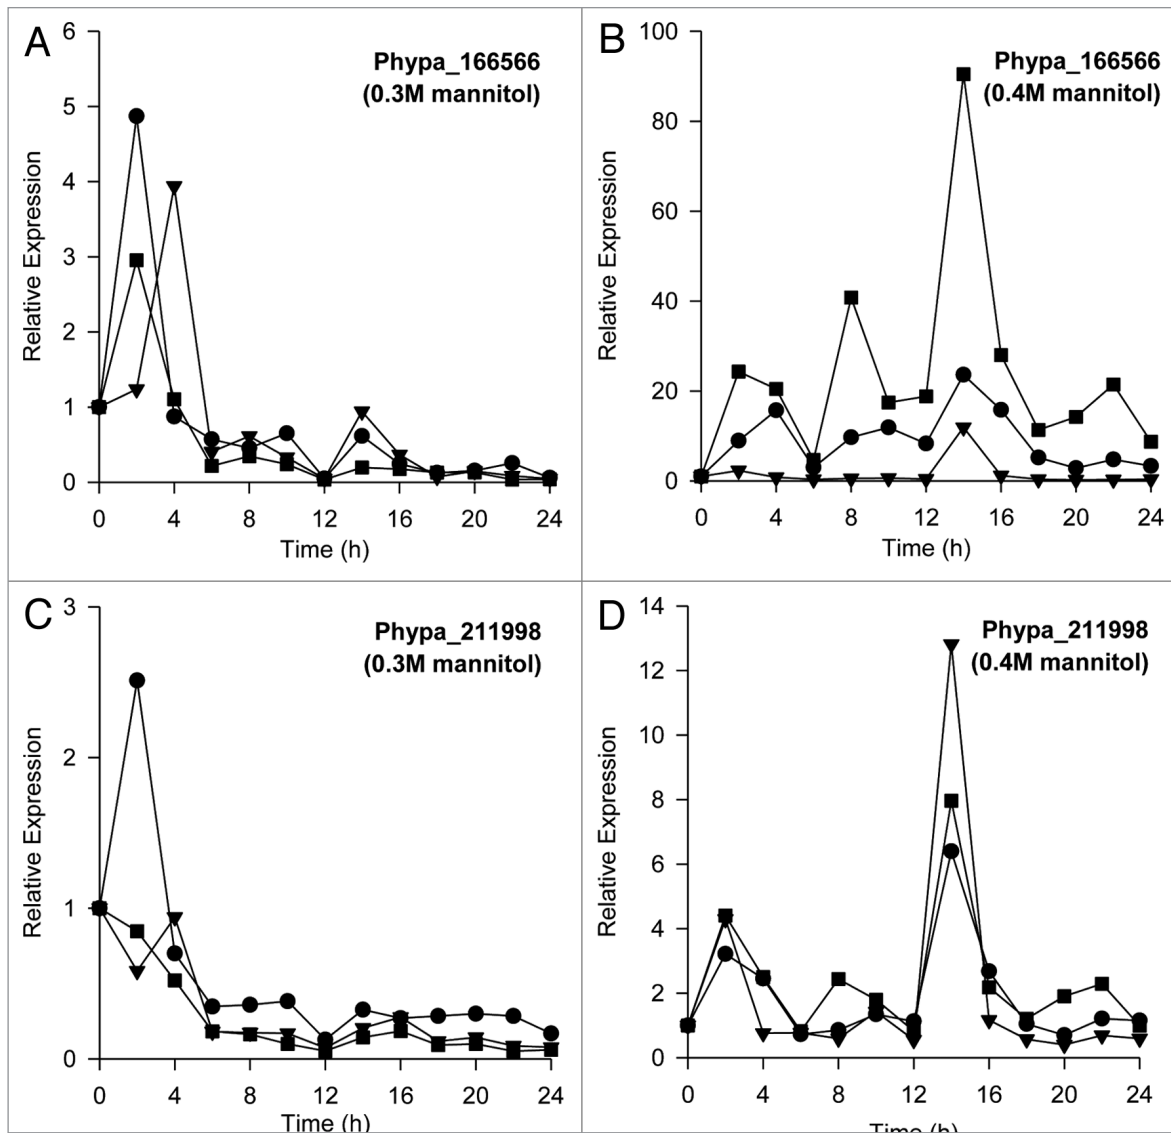 A
Phypa_166566
(0.3M mannitol)
6
5
4
3
2
1
0
Relative Expression
0 4 8 12 16 20 24
Time (h)
B
Phypa_166566
(0.4M mannitol)
100
80
60
40
20
0
Relative Expression
0 4 8 12 16 20 24
Time (h)
C
Phypa_211998
(0.3M mannitol)
3
2
1
0
Relative Expression
0 4 8 12 16 20 24
Time (h)
D
Phypa_211998
(0.4M mannitol)
14
12
10
8
6
4
2
0
Relative Expression
0 4 8 12 16 20 24
Time (h)